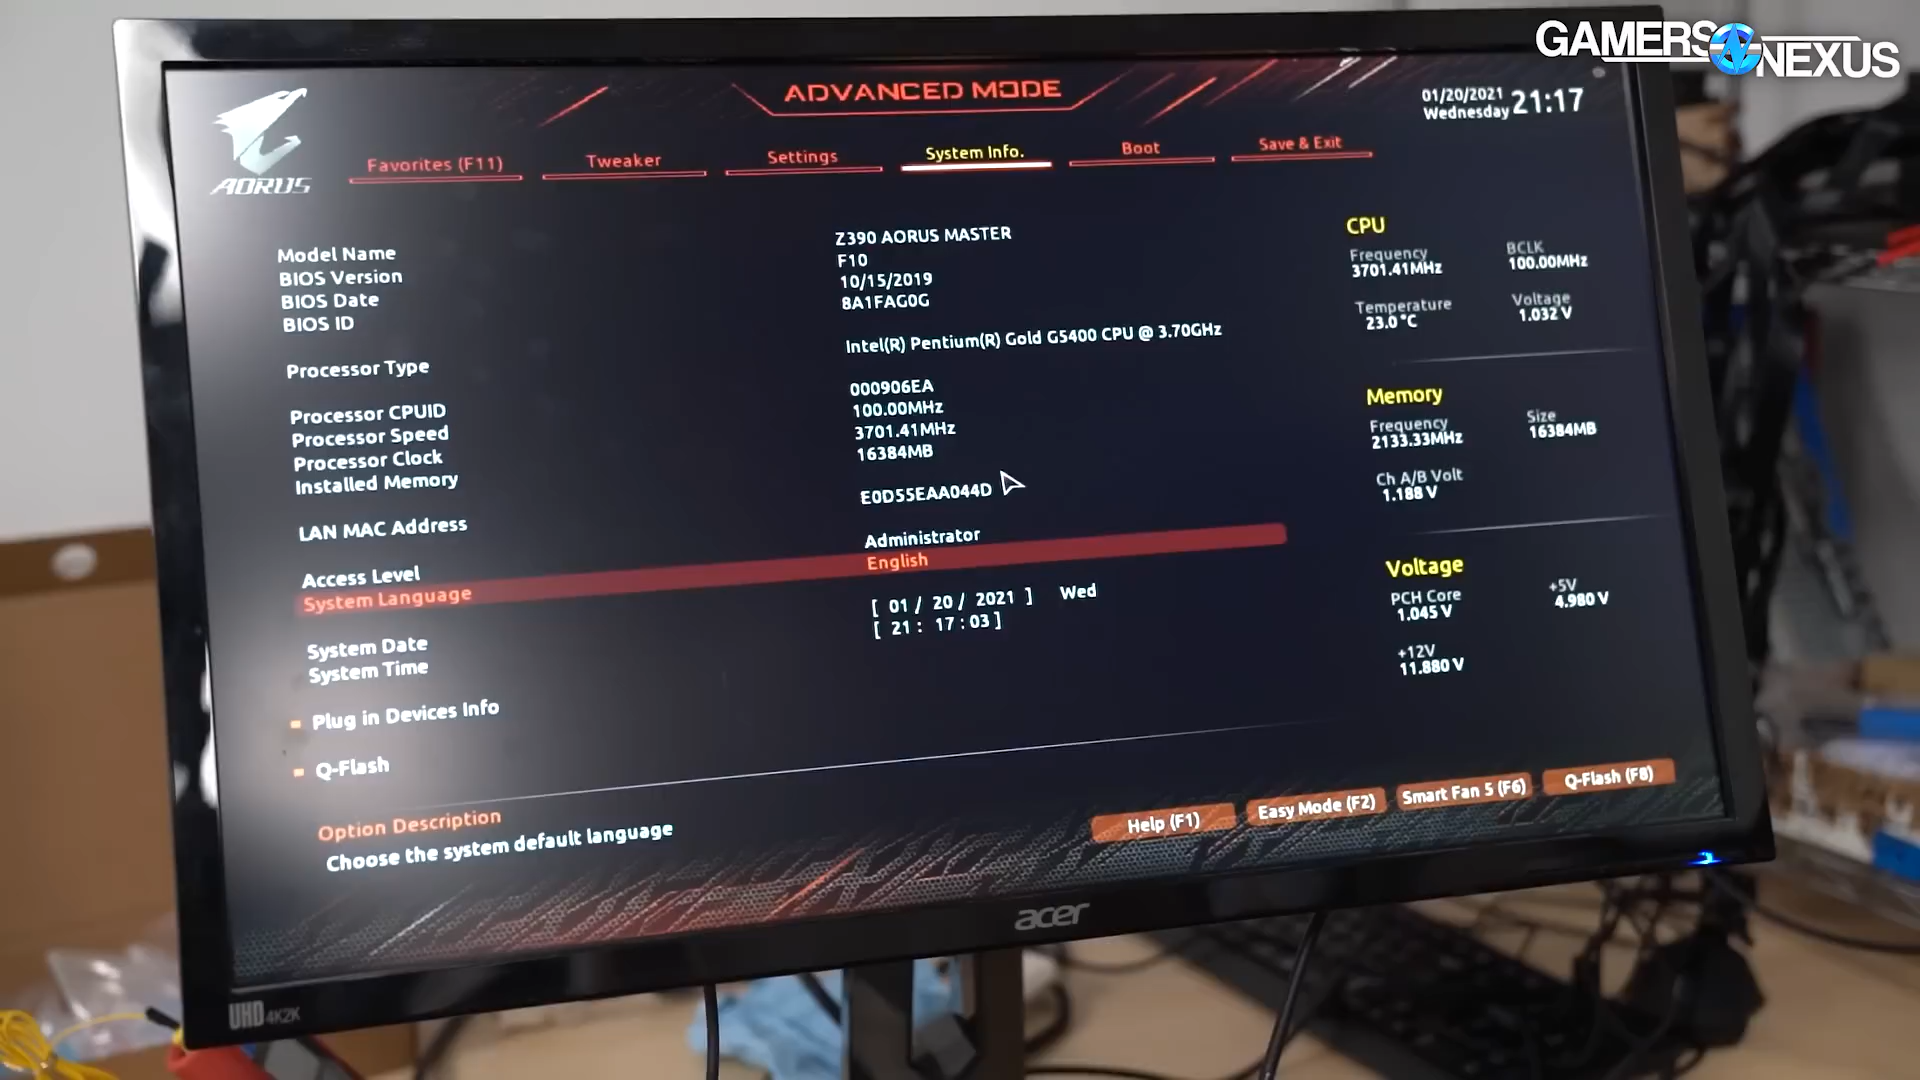 GAMERS NEXUS
ADVANCED MODE
01/20/2021
Wednesday
21:17
AORUS
Favorites (F11)
Tweaker
Settings
System Info.
Boot
Save & Exit
Model Name
Z390 AORUS MASTER
BIOS Version
F10
BIOS Date
10/15/2019
BIOS ID
8A1FAG0G
Processor Type
Intel(R) Pentium(R) Gold G5400 CPU @ 3.70GHz
Processor CPUID
000906EA
Processor Speed
100.00MHz
Processor Clock
3701.41MHz
Installed Memory
16384MB
LAN MAC Address
E0D55EAA044D
Access Level
Administrator
System Language
English
System Date
[ 01 / 20 / 2021 ] Wed
System Time
[ 21 : 17 : 03 ]
Plug in Devices Info
Q-Flash
CPU
Frequency
BCLK
3701.41MHz
100.00MHz
Temperature
Voltage
23.0 °C
1.032 V
Memory
Frequency
Size
2133.33MHz
16384MB
Ch A/B Volt
1.188 V
Voltage
PCH Core
+5V
1.045 V
4.980 V
+12V
11.880 V
Option Description
Choose the system default language
Help (F1)
Easy Mode (F2)
Smart Fan 5 (F6)
Q-Flash (F8)
acer
UHD 4K2K